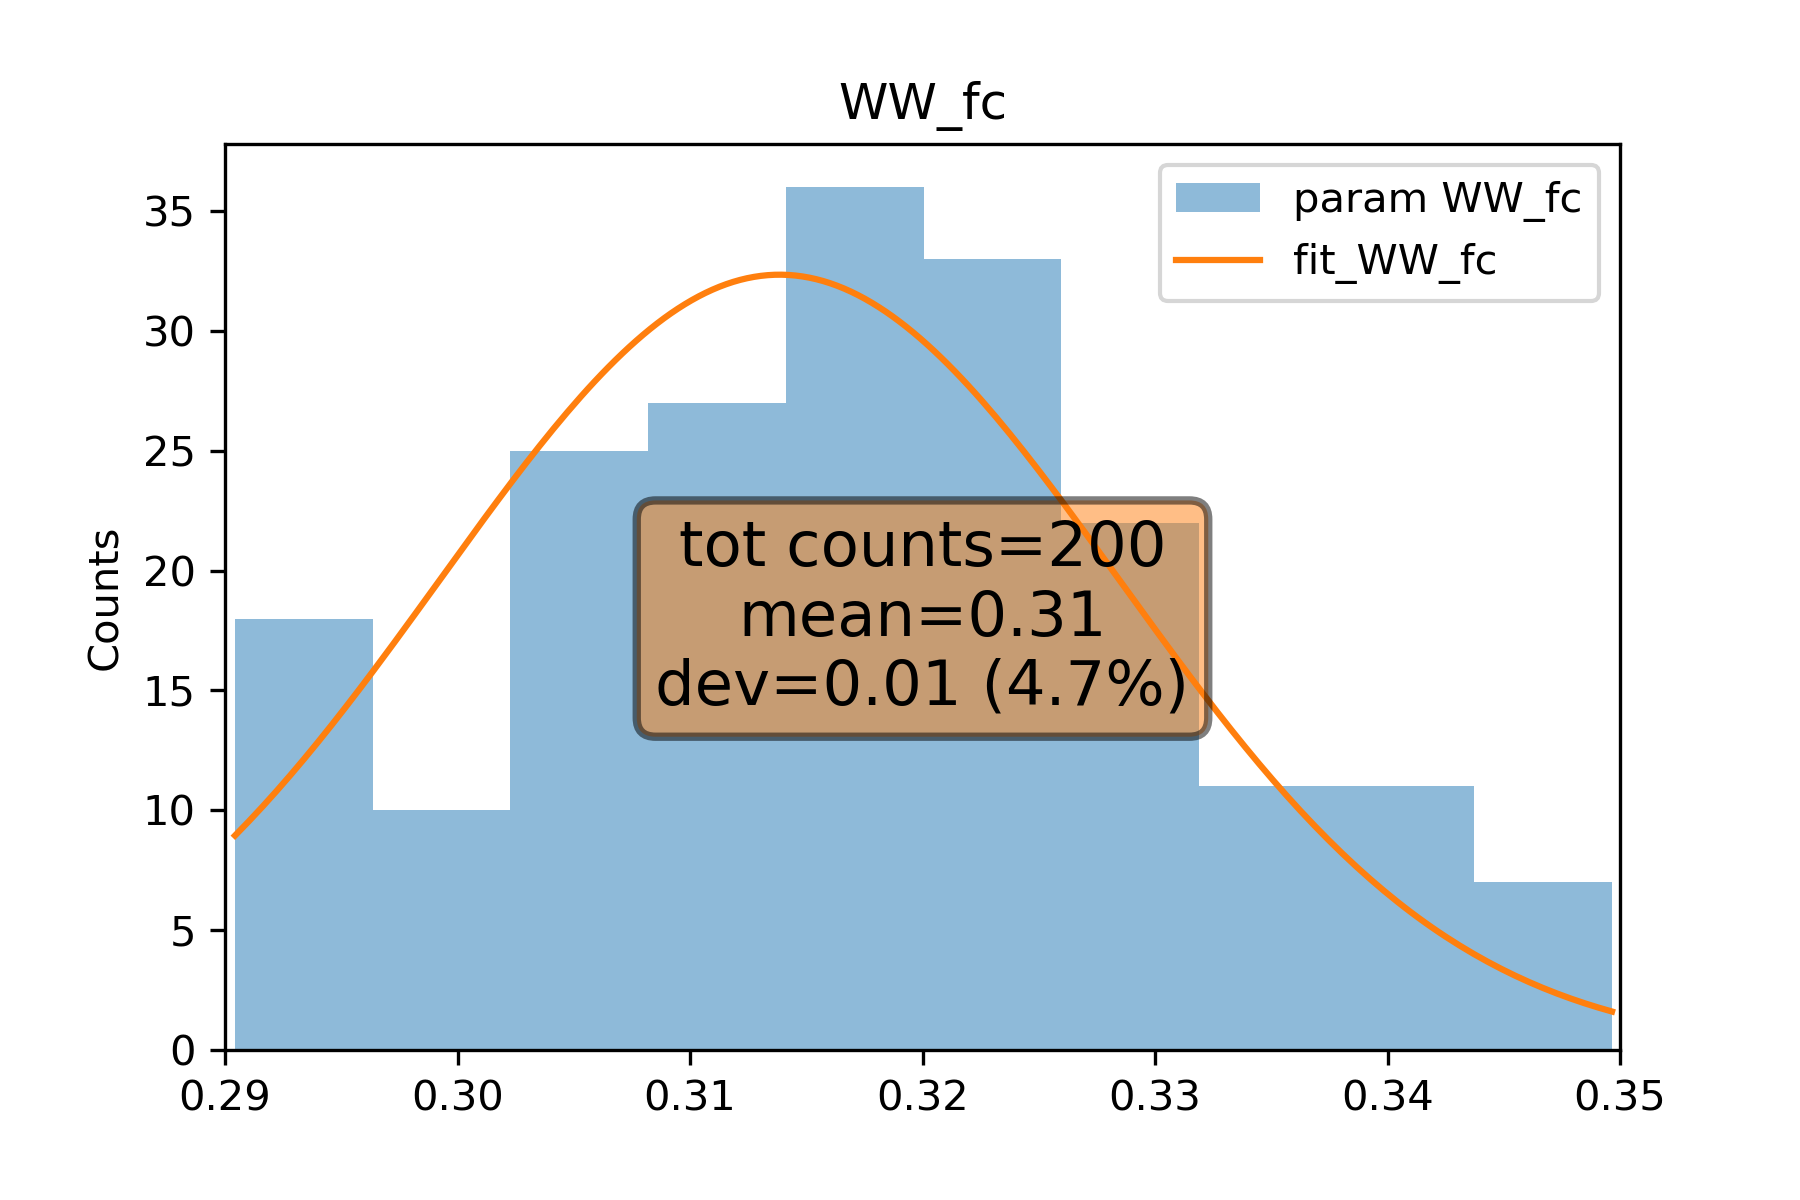 WW_fc
param WW_fc
fit_WW_fc
Counts
35
30
25
20
15
10
5
0
tot counts=200
mean=0.31
dev=0.01 (4.7%)
0.29 0.30 0.31 0.32 0.33 0.34 0.35